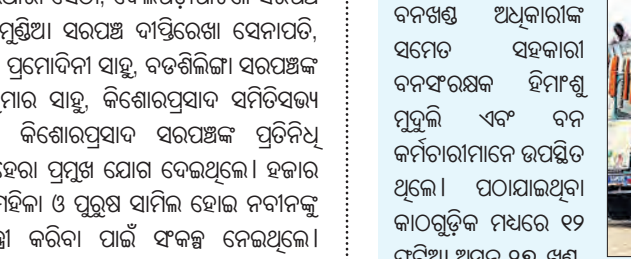 ମୁଣ୍ଡିଆ ସରପଞ୍ଚ ଦୀପ୍ତିରେଖା ସେନାପତି,
ପ୍ରମୋଦିନୀ ସାହୁ, ବଡଶିଲିଙ୍ଗା ସରପଞ୍ଚଙ୍କ
ସାହୁ, କିଶୋରପ୍ରସାଦ ସମିତିସଭ୍ୟ
କିଶୋରପ୍ରସାଦ ସରପଞ୍ଚଙ୍କ ପ୍ରତିନିଧି
ପ୍ରମୁଖ ଯୋଗ ଦେଇଥିଲେ। ହଜାର
ମହିଳା ଓ ପୁରୁଷ ସାମିଲ ହୋଇ ନବୀନଙ୍କୁ
କରିବା ପାଇଁ ସଂକଳ୍ପ ନେଇଥିଲେ।
ବନଖଣ୍ଡ ଅଧିକାରୀଙ୍କ
ସମେତ ସହକାରୀ
ବନସଂରକ୍ଷକ ହିମାଂଶୁ
ମୁଦୁଲି ଏବଂ ବନ
କର୍ମଚାରୀମାନେ ଉପସ୍ଥିତ
ଥିଲେ। ପଠାଯାଇଥିବା
କାଠଗୁଡ଼ିକ ମଧ୍ୟରେ ୧୨